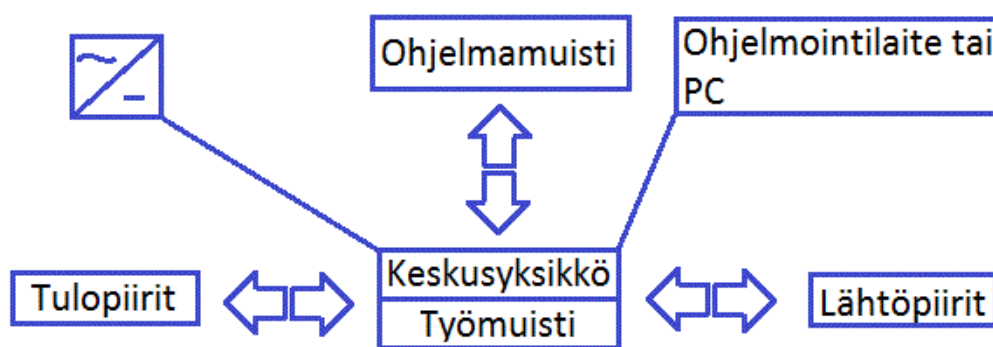 Ohjelmamuisti
Ohjelmointilaite tai
PC
Keskusyksikkö
Työmuisti
Tulopiirit
Lähtöpiirit